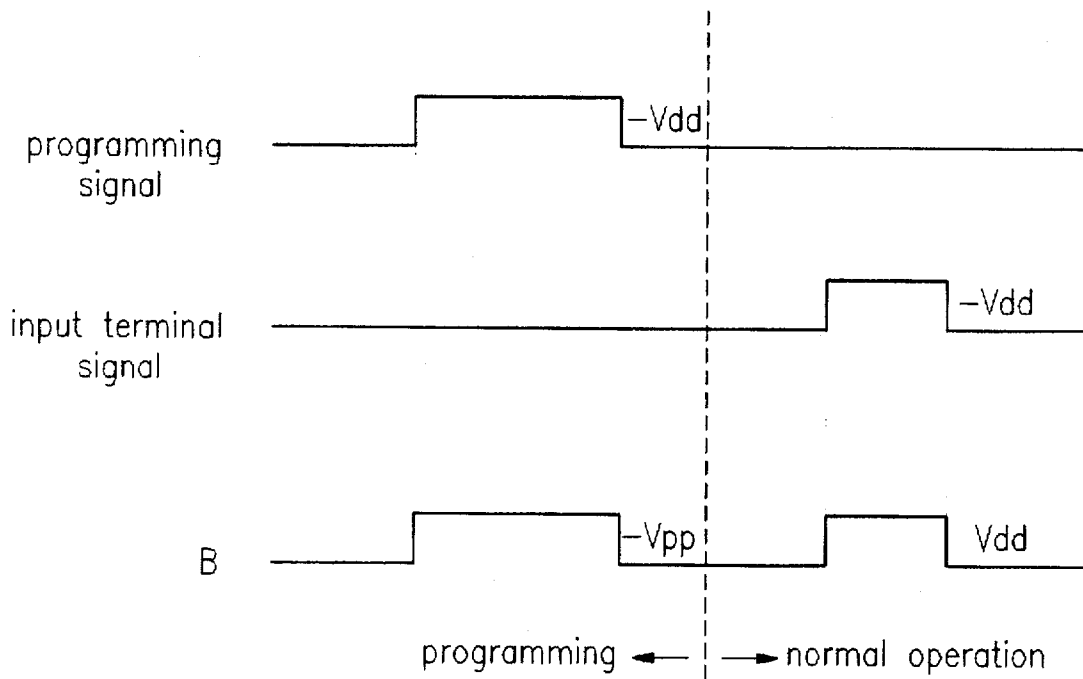 -Vdd
programming
signal
-Vdd
input terminal
signal
-Vpp
Vdd
B
programming
normal operation